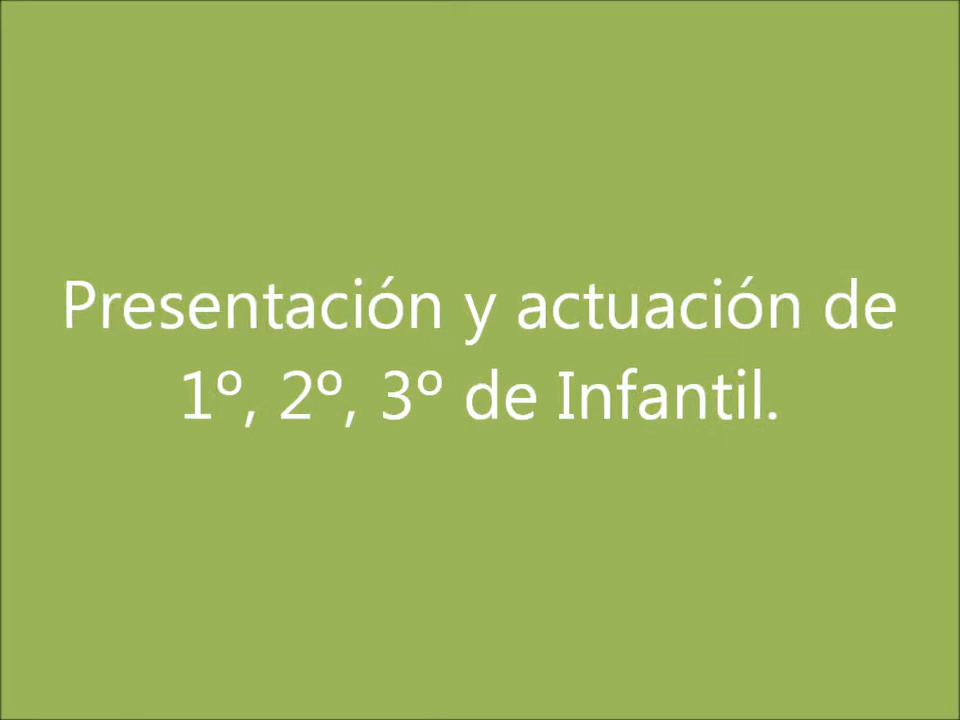 Presentación y actuación de
1º, 2º, 3º de Infantil.